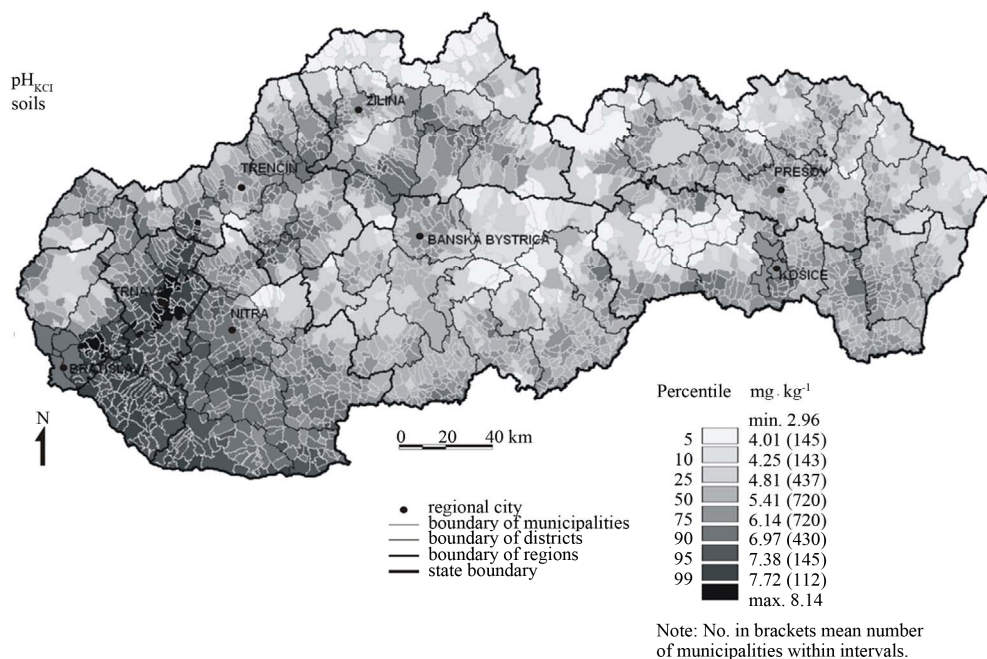 pH_KCl
soils
ŽILINA
TRENČÍN
PREŠOV
BANSKÁ BYSTRICA
KOŠICE
TRNAVA
NITRA
BRATISLAVA
N
0 20 40 km
regional city
boundary of municipalities
boundary of districts
boundary of regions
state boundary
Percentile mg · kg⁻¹
min. 2.96
5 4.01 (145)
10 4.25 (143)
25 4.81 (437)
50 5.41 (720)
75 6.14 (720)
90 6.97 (430)
95 7.38 (145)
99 7.72 (112)
max. 8.14
Note: No. in brackets mean number
of municipalities within intervals.